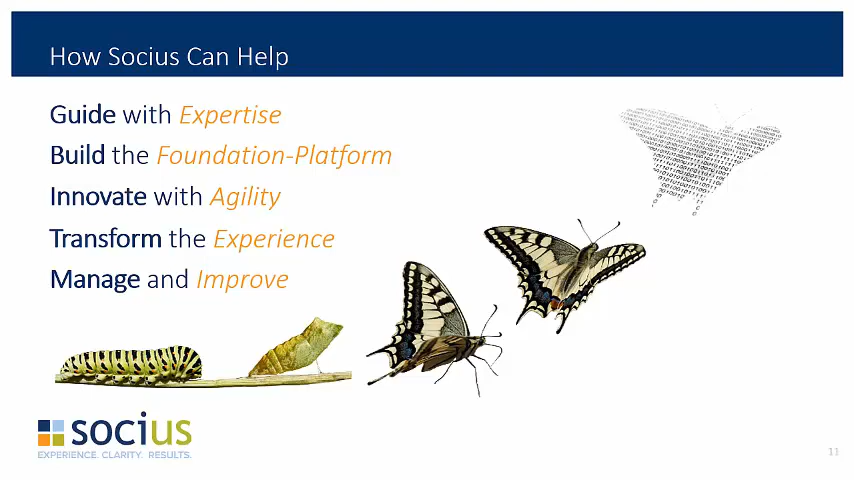 How Socius Can Help
Guide with Expertise
Build the Foundation-Platform
Innovate with Agility
Transform the Experience
Manage and Improve
socius
EXPERIENCE. CLARITY. RESULTS.
11